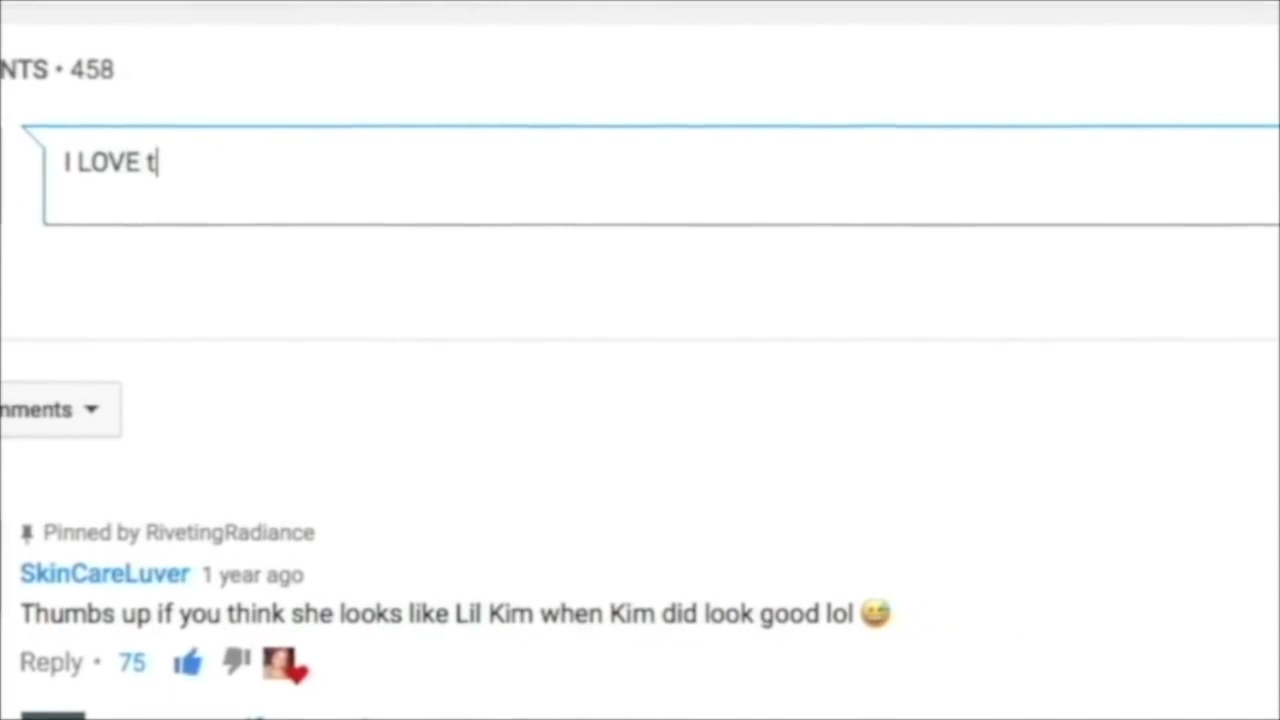 NTS • 458
I LOVE t
mments
Pinned by RivetingRadiance
SkinCareLuver 1 year ago
Thumbs up if you think she looks like Lil Kim when Kim did look good lol 😅
Reply • 75